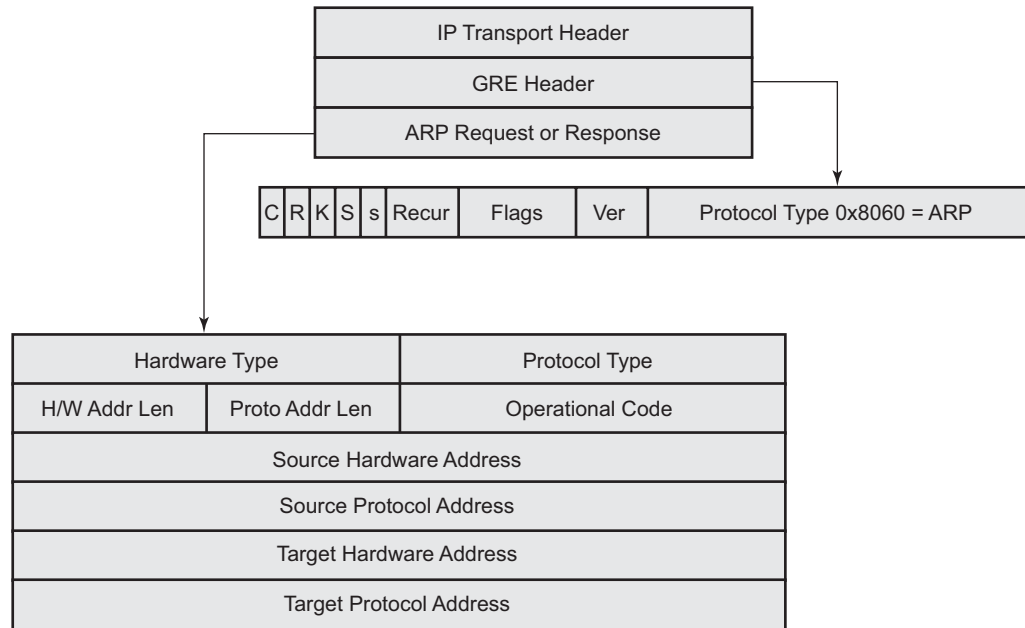 IP Transport Header
GRE Header
ARP Request or Response
C R K S s Recur Flags Ver Protocol Type 0x8060 = ARP
Hardware Type Protocol Type
H/W Addr Len Proto Addr Len Operational Code
Source Hardware Address
Source Protocol Address
Target Hardware Address
Target Protocol Address